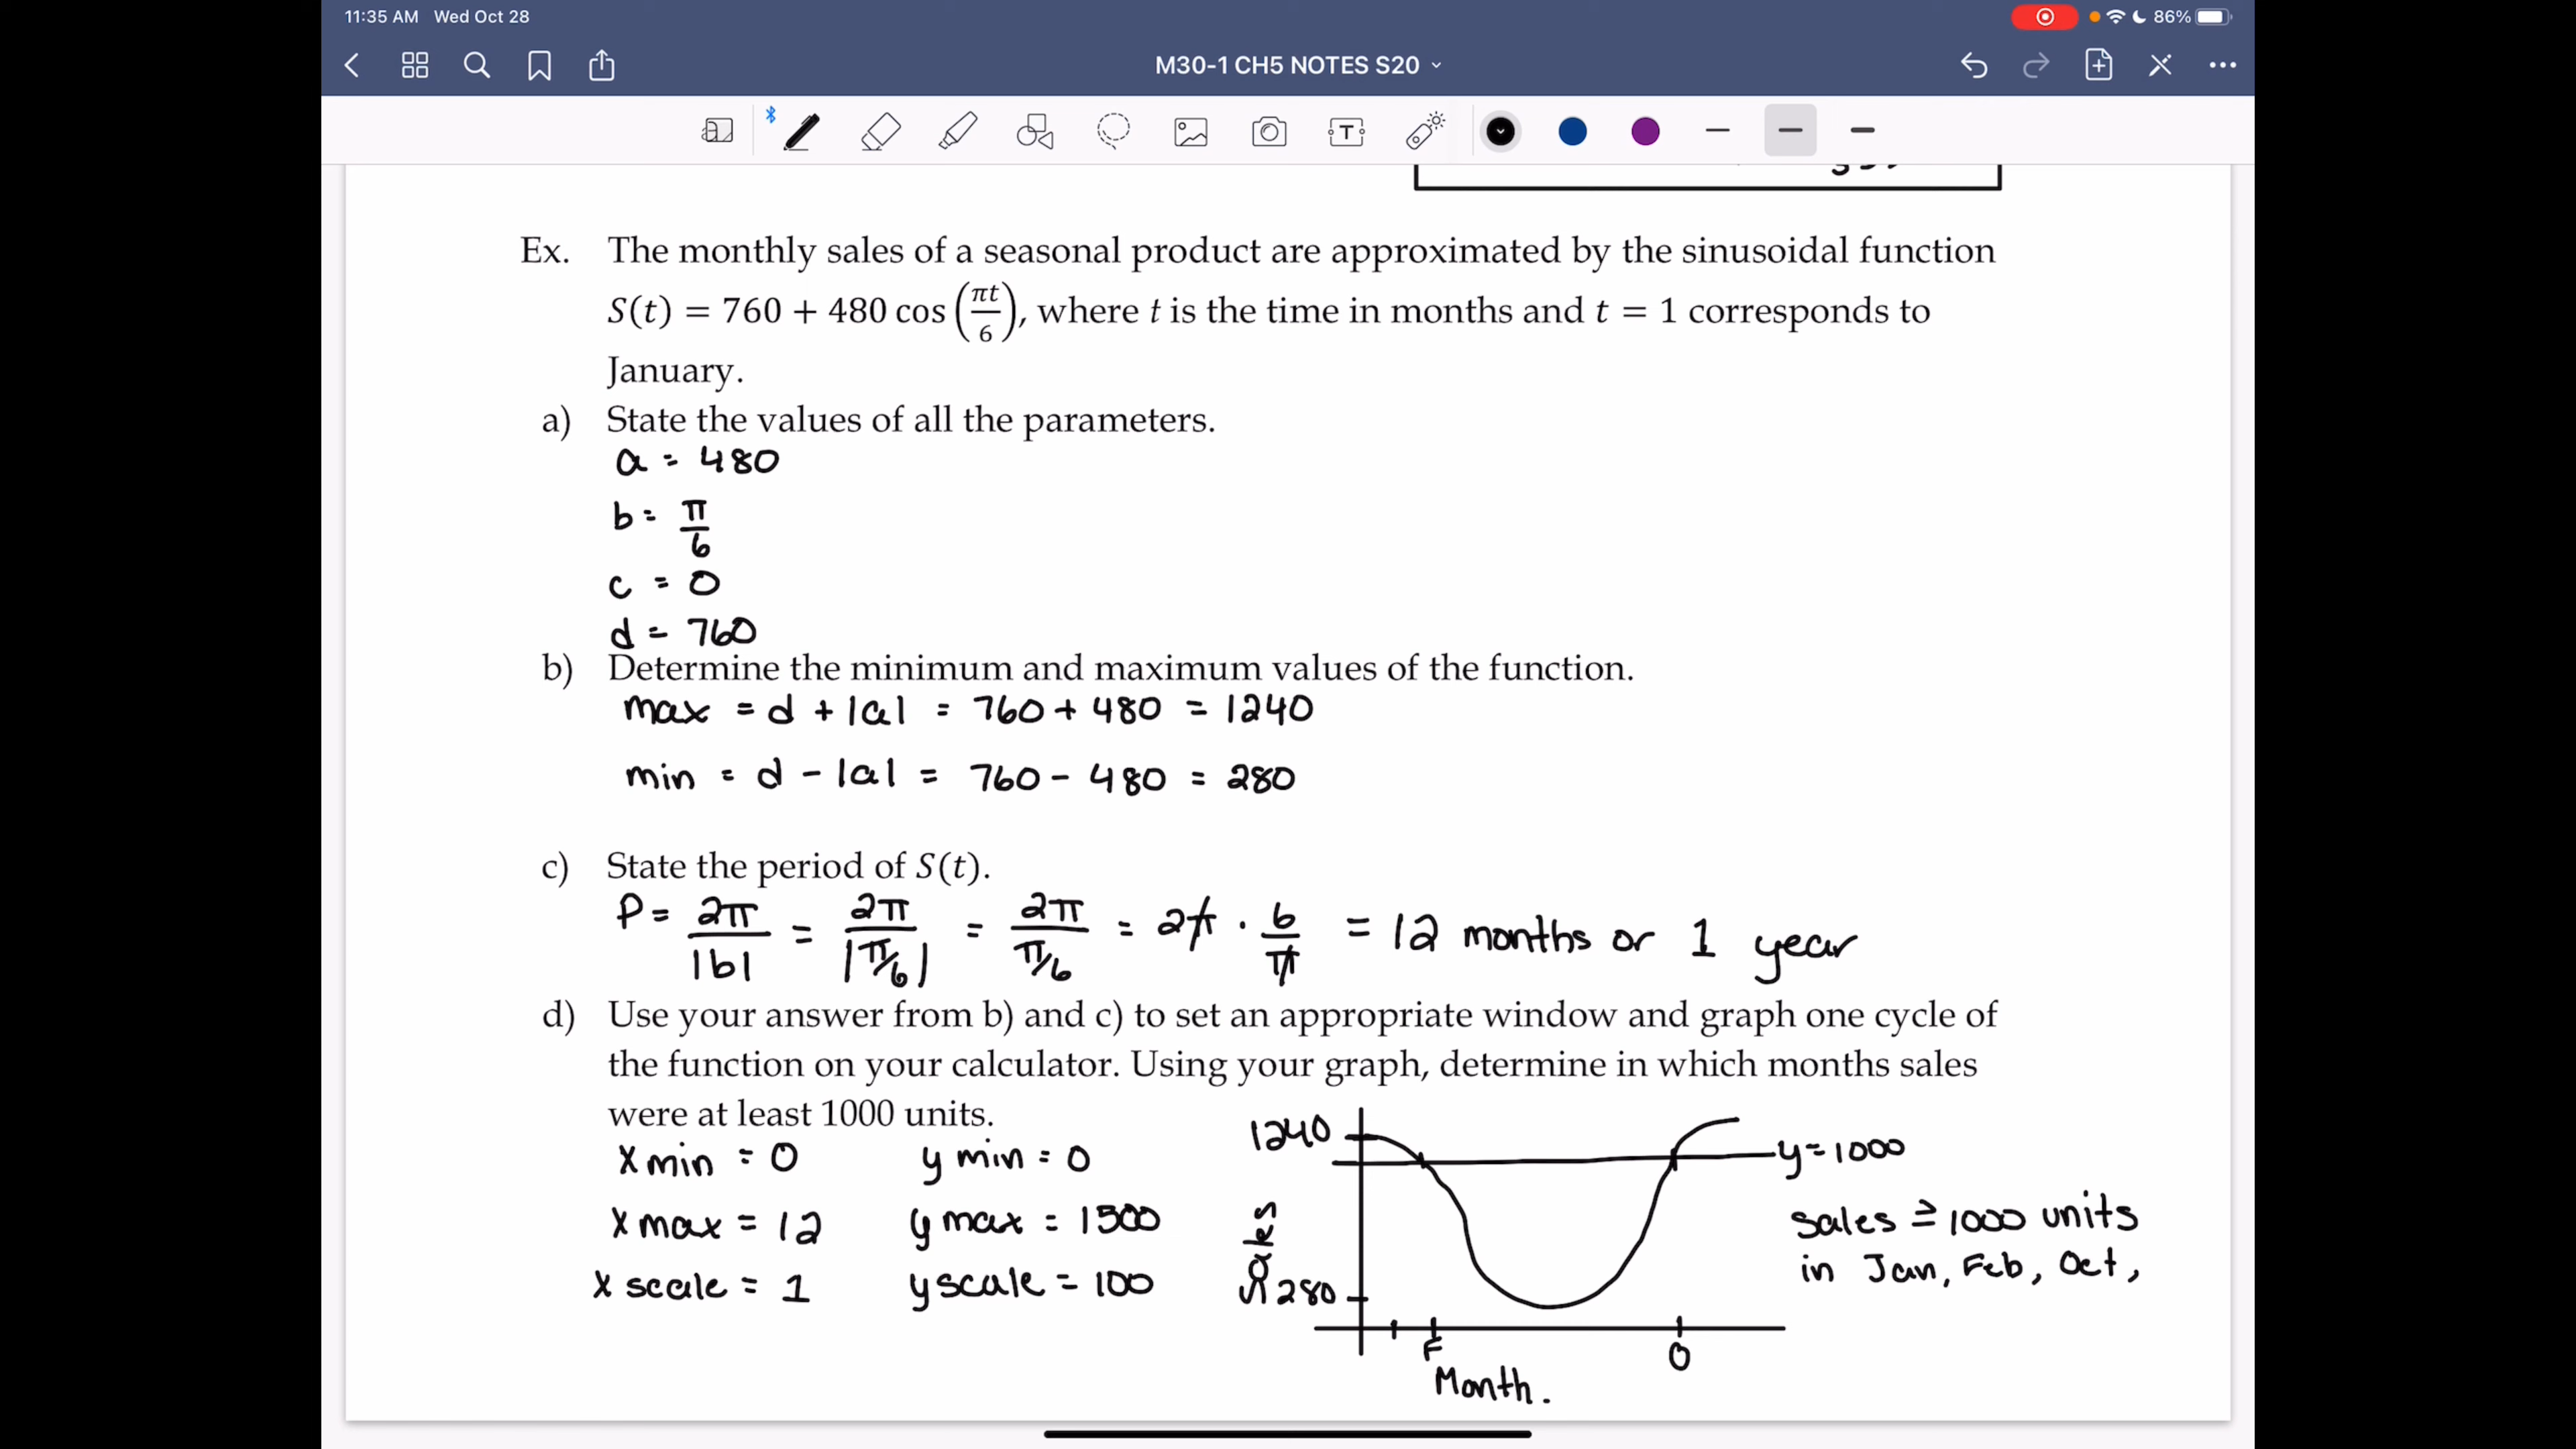 11:35 AM Wed Oct 28
86%
M30-1 CH5 NOTES S20
Ex. The monthly sales of a seasonal product are approximated by the sinusoidal function
S(t) = 760 + 480 cos (πt/6), where t is the time in months and t = 1 corresponds to
January.
a) State the values of all the parameters.
a = 480
b = π/6
c = 0
d = 760
b) Determine the minimum and maximum values of the function.
max = d + |a| = 760 + 480 = 1240
min = d - |a| = 760 - 480 = 280
c) State the period of S(t).
P = 2π/|b| = 2π/|π/6| = 2π/π/6 = 2π · 6/π = 12 months or 1 year
d) Use your answer from b) and c) to set an appropriate window and graph one cycle of
the function on your calculator. Using your graph, determine in which months sales
were at least 1000 units.
x min = 0 y min = 0
x max = 12 y max = 1500
x scale = 1 y scale = 100
1240
y = 1000
Sales
280
F
O
Month.
sales ≥ 1000 units
in Jan, Feb, Oct,